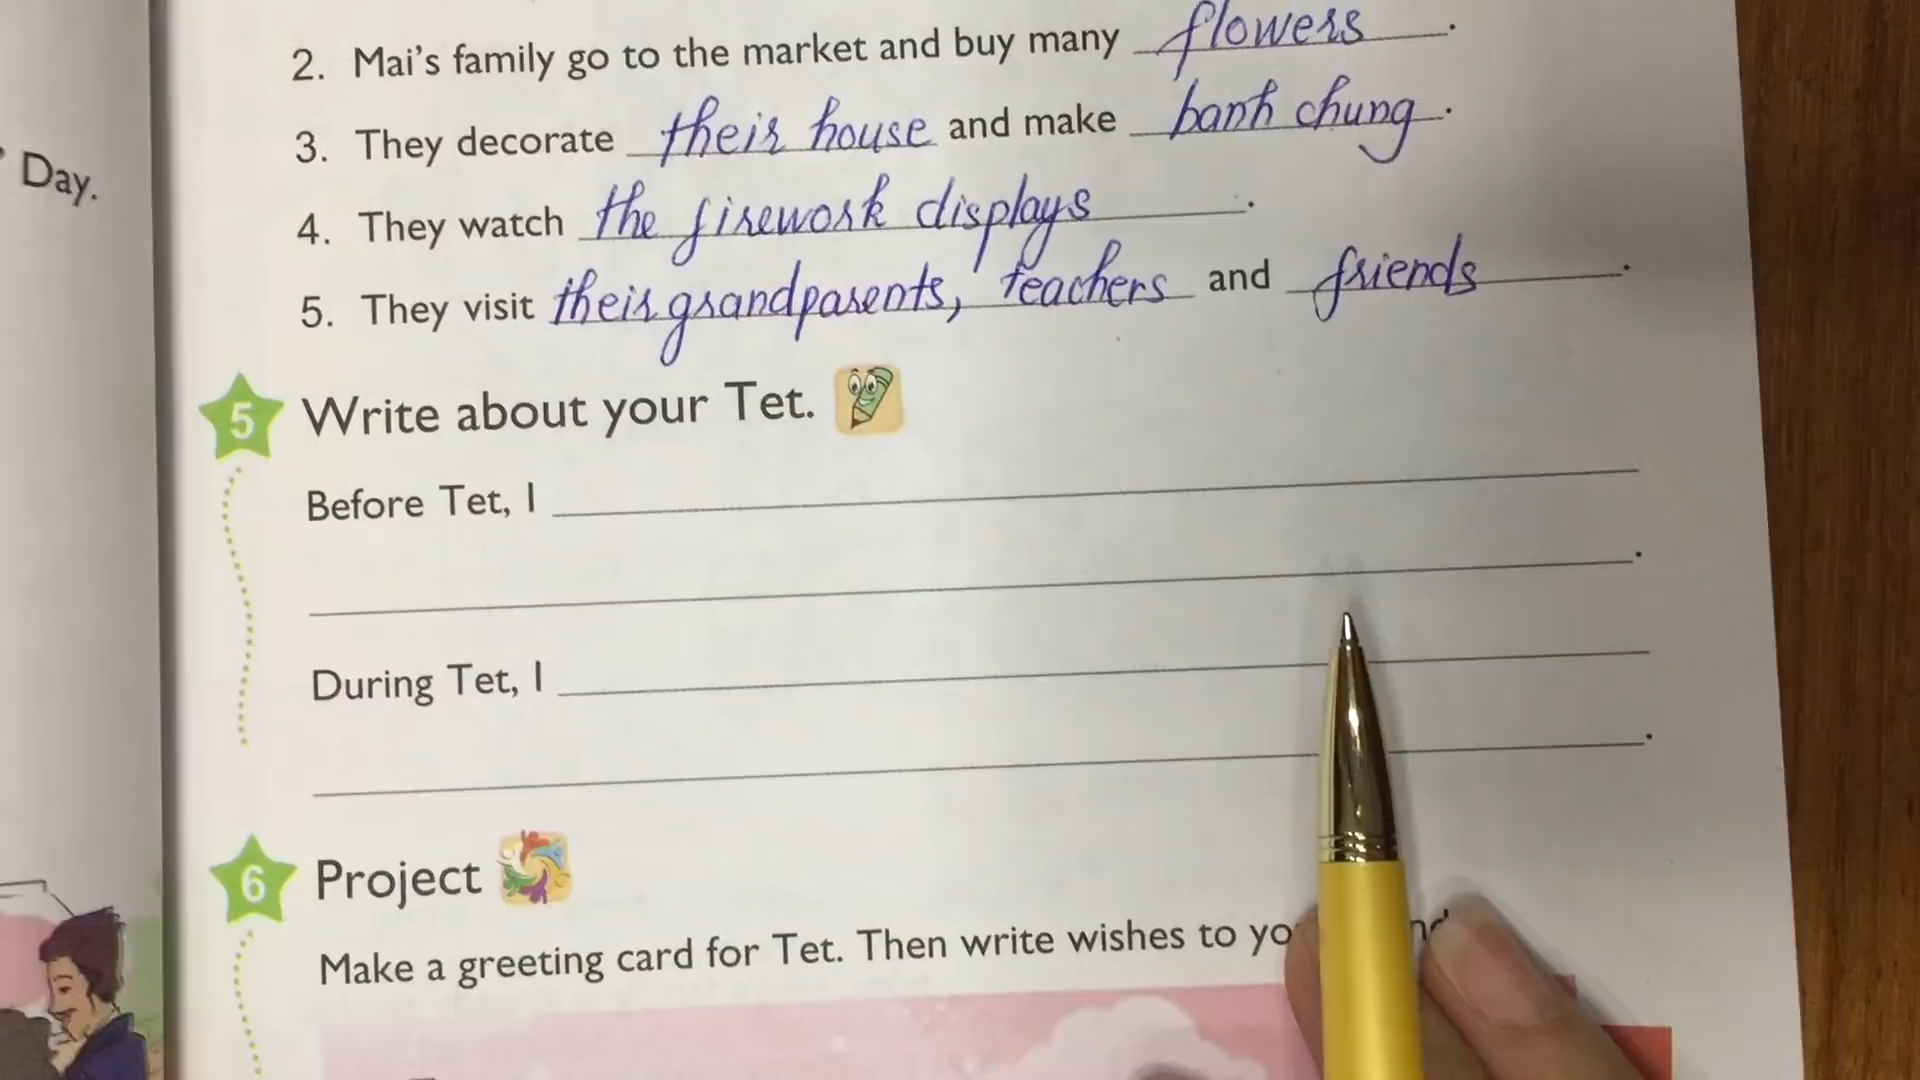 2. Mai's family go to the market and buy many flowers.
Day.
3. They decorate their house and make banh chung.
4. They watch the firework displays.
5. They visit their grandparents, teachers and friends.
5 Write about your Tet.
Before Tet, I
.
During Tet, I
.
6 Project
Make a greeting card for Tet. Then write wishes to